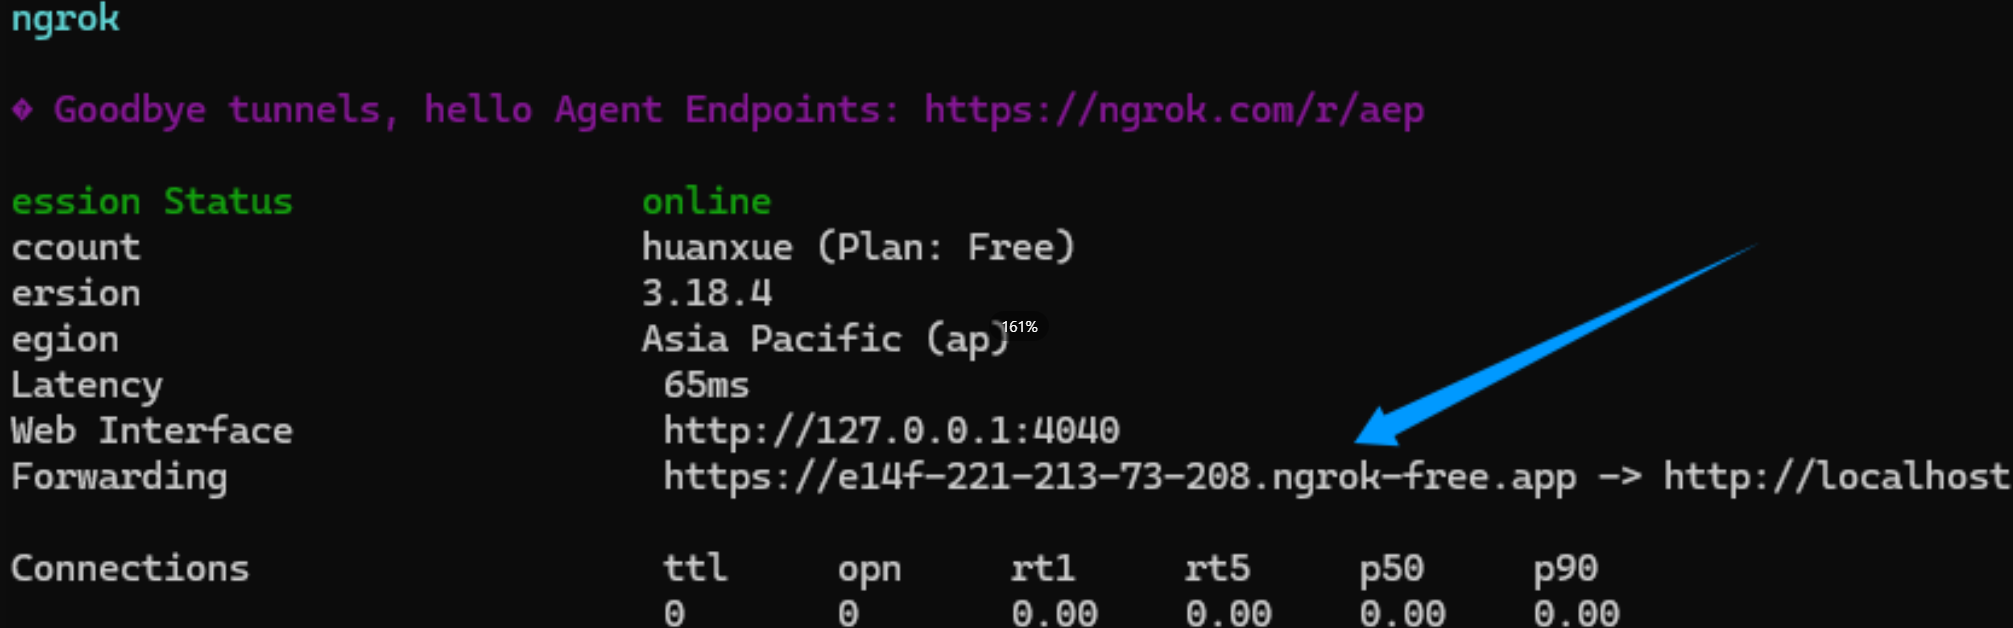 ngrok
� Goodbye tunnels, hello Agent Endpoints: https://ngrok.com/r/aep
ession Status online
ccount huanxue (Plan: Free)
ersion 3.18.4
egion Asia Pacific (ap)
161%
Latency 65ms
Web Interface http://127.0.0.1:4040
Forwarding https://e14f-221-213-73-208.ngrok-free.app -> http://localhost
Connections ttl opn rt1 rt5 p50 p90
0 0 0.00 0.00 0.00 0.00